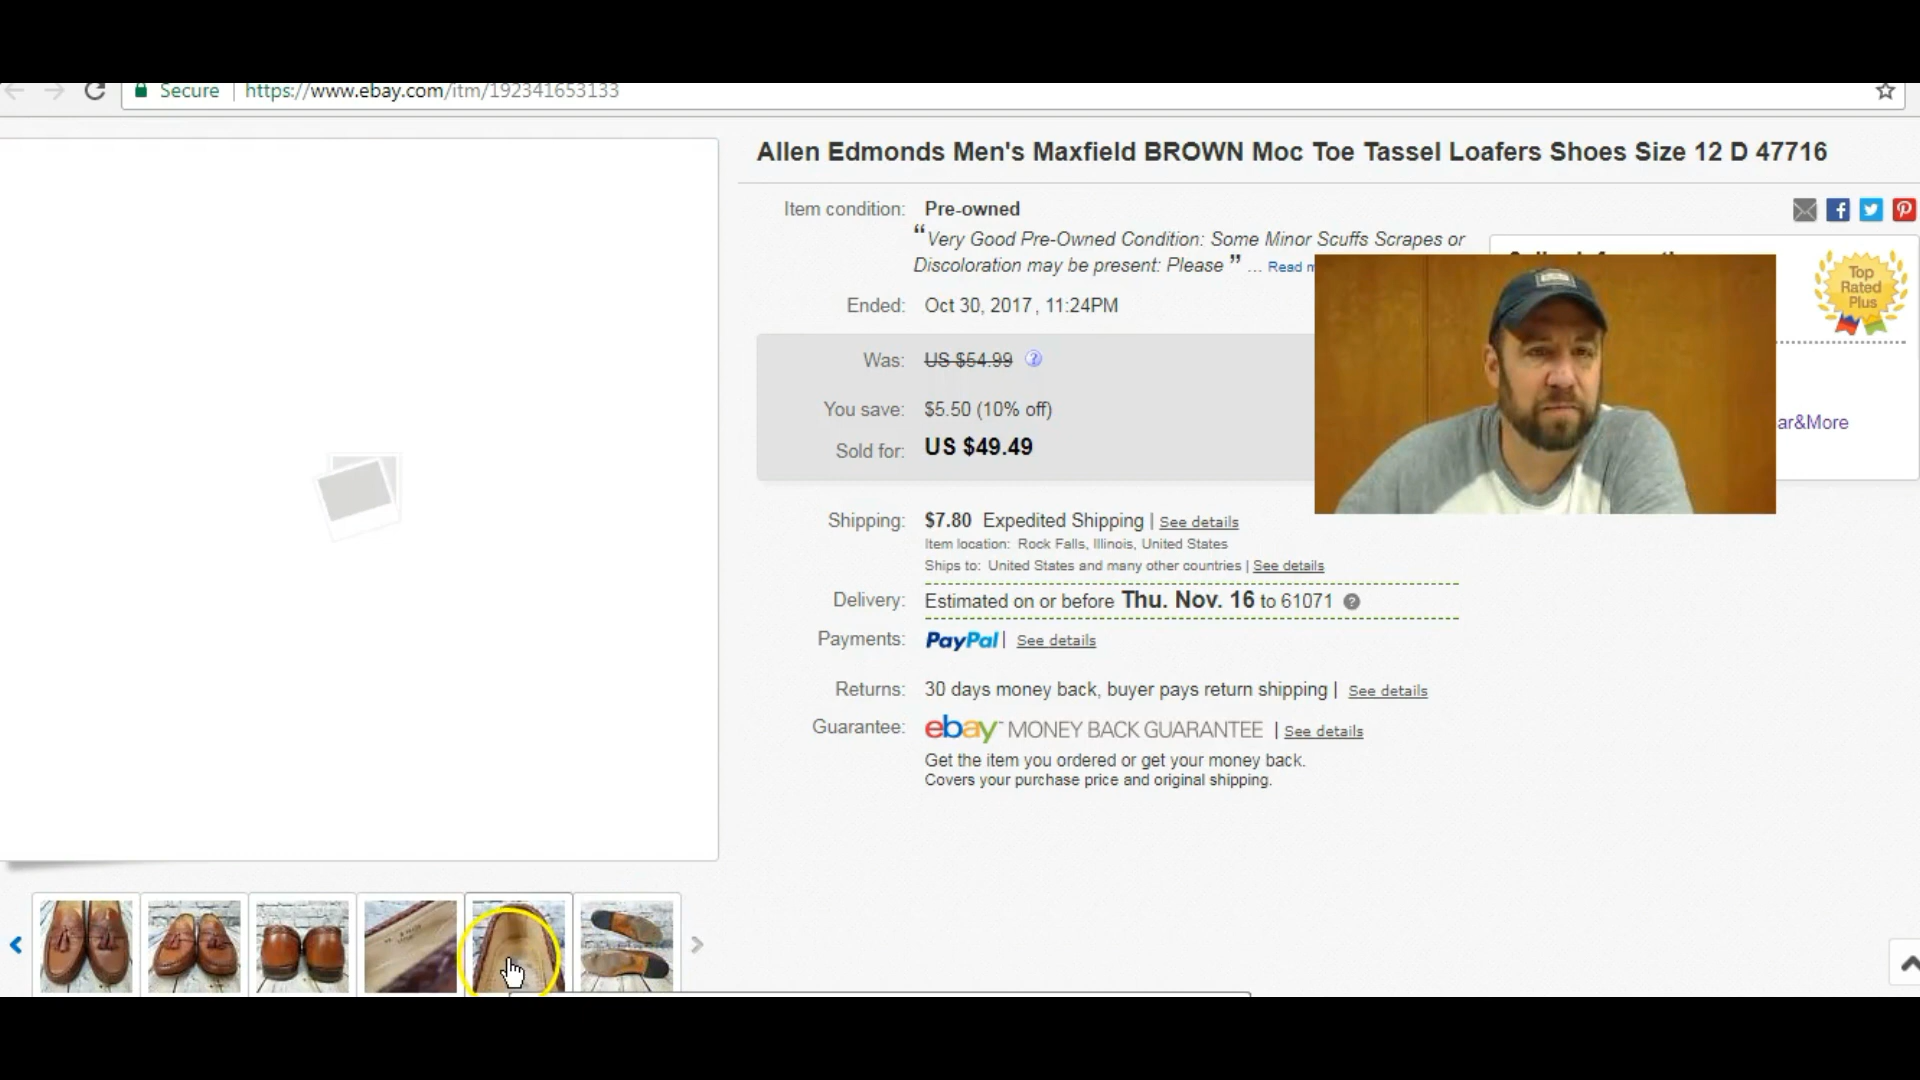 Secure | https://www.ebay.com/itm/192341653133
Allen Edmonds Men's Maxfield BROWN Moc Toe Tassel Loafers Shoes Size 12 D 47716
Item condition: Pre-owned
“Very Good Pre-Owned Condition: Some Minor Scuffs Scrapes or
Discoloration may be present: Please ” ... Read
Top
Rated
Plus
Ended: Oct 30, 2017 , 11:24PM
Was: US $54.99
You save: $5.50 (10% off)
ar&More
Sold for: US $49.49
Shipping: $7.80 Expedited Shipping | See details
Item location: Rock Falls, Illinois, United States
Ships to: United States and many other countries | See details
Delivery: Estimated on or before Thu. Nov. 16 to 61071
Payments: PayPal | See details
Returns: 30 days money back, buyer pays return shipping | See details
Guarantee: ebay™ MONEY BACK GUARANTEE | See details
Get the item you ordered or get your money back.
Covers your purchase price and original shipping.